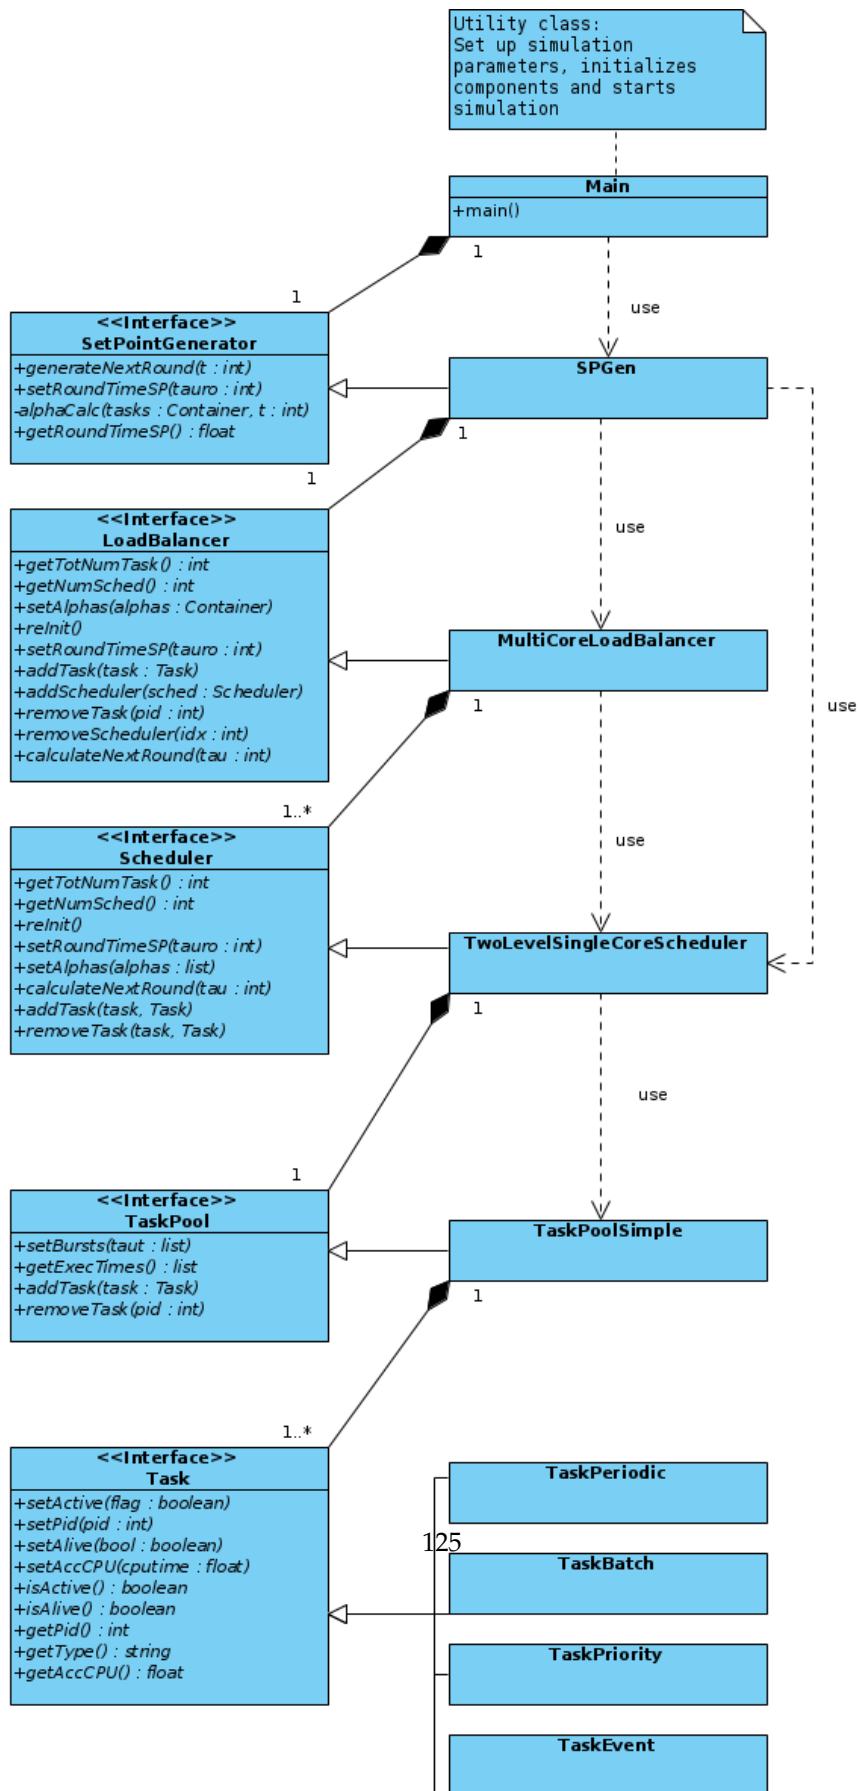 Utility class:
Set up simulation
parameters, initializes
components and starts
simulation
Main
+main()
1
1
use
<<Interface>>
SetPointGenerator
+generateNextRound(t : int)
+setRoundTimeSP(tauro : int)
-alphaCalc(tasks : Container, t : int)
+getRoundTimeSP() : float
SPGen
1
1
use
use
<<Interface>>
LoadBalancer
+getTotNumTask() : int
+getNumSched() : int
+setAlphas(alphas : Container)
+reInit()
+setRoundTimeSP(tauro : int)
+addTask(task : Task)
+addScheduler(sched : Scheduler)
+removeTask(pid : int)
+removeScheduler(idx : int)
+calculateNextRound(tau : int)
MultiCoreLoadBalancer
1
1..*
use
<<Interface>>
Scheduler
+getTotNumTask() : int
+getNumSched() : int
+reInit()
+setRoundTimeSP(tauro : int)
+setAlphas(alphas : list)
+calculateNextRound(tau : int)
+addTask(task, Task)
+removeTask(task, Task)
TwoLevelSingleCoreScheduler
1
1
use
<<Interface>>
TaskPool
+setBursts(taut : list)
+getExecTimes() : list
+addTask(task : Task)
+removeTask(pid : int)
TaskPoolSimple
1
1..*
<<Interface>>
Task
+setActive(flag : boolean)
+setPid(pid : int)
+setAlive(bool : boolean)
+setAccCPU(cputime : float)
+isActive() : boolean
+isAlive() : boolean
+getPid() : int
+getType() : string
+getAccCPU() : float
TaskPeriodic
125
TaskBatch
TaskPriority
TaskEvent